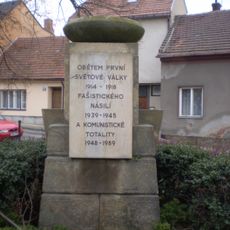 OBĚTEM PRVNÍ
SVĚTOVÉ VÁLKY
1914 - 1918
FAŠISTICKÉHO
NÁSILÍ
1939-1945
A KOMUNISTICKÉ
TOTALITY
1948-1989